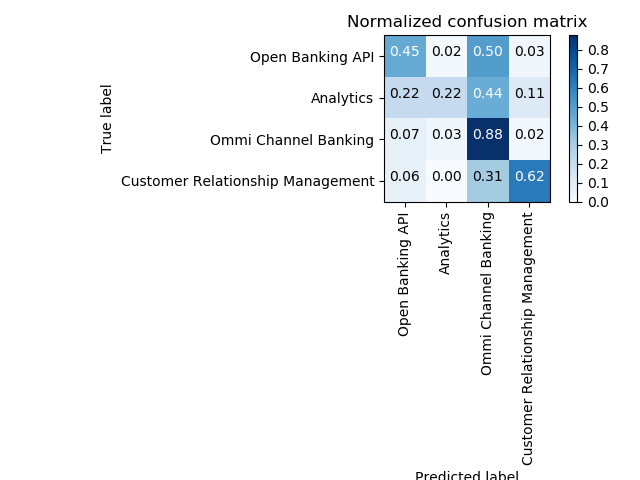 Normalized confusion matrix
True label
Open Banking API 0.45 0.02 0.50 0.03
Analytics 0.22 0.22 0.44 0.11
Ommi Channel Banking 0.07 0.03 0.88 0.02
Customer Relationship Management 0.06 0.00 0.31 0.62
0.8
0.7
0.6
0.5
0.4
0.3
0.2
0.1
0.0
Open Banking API
Analytics
Ommi Channel Banking
Customer Relationship Management
Predicted label